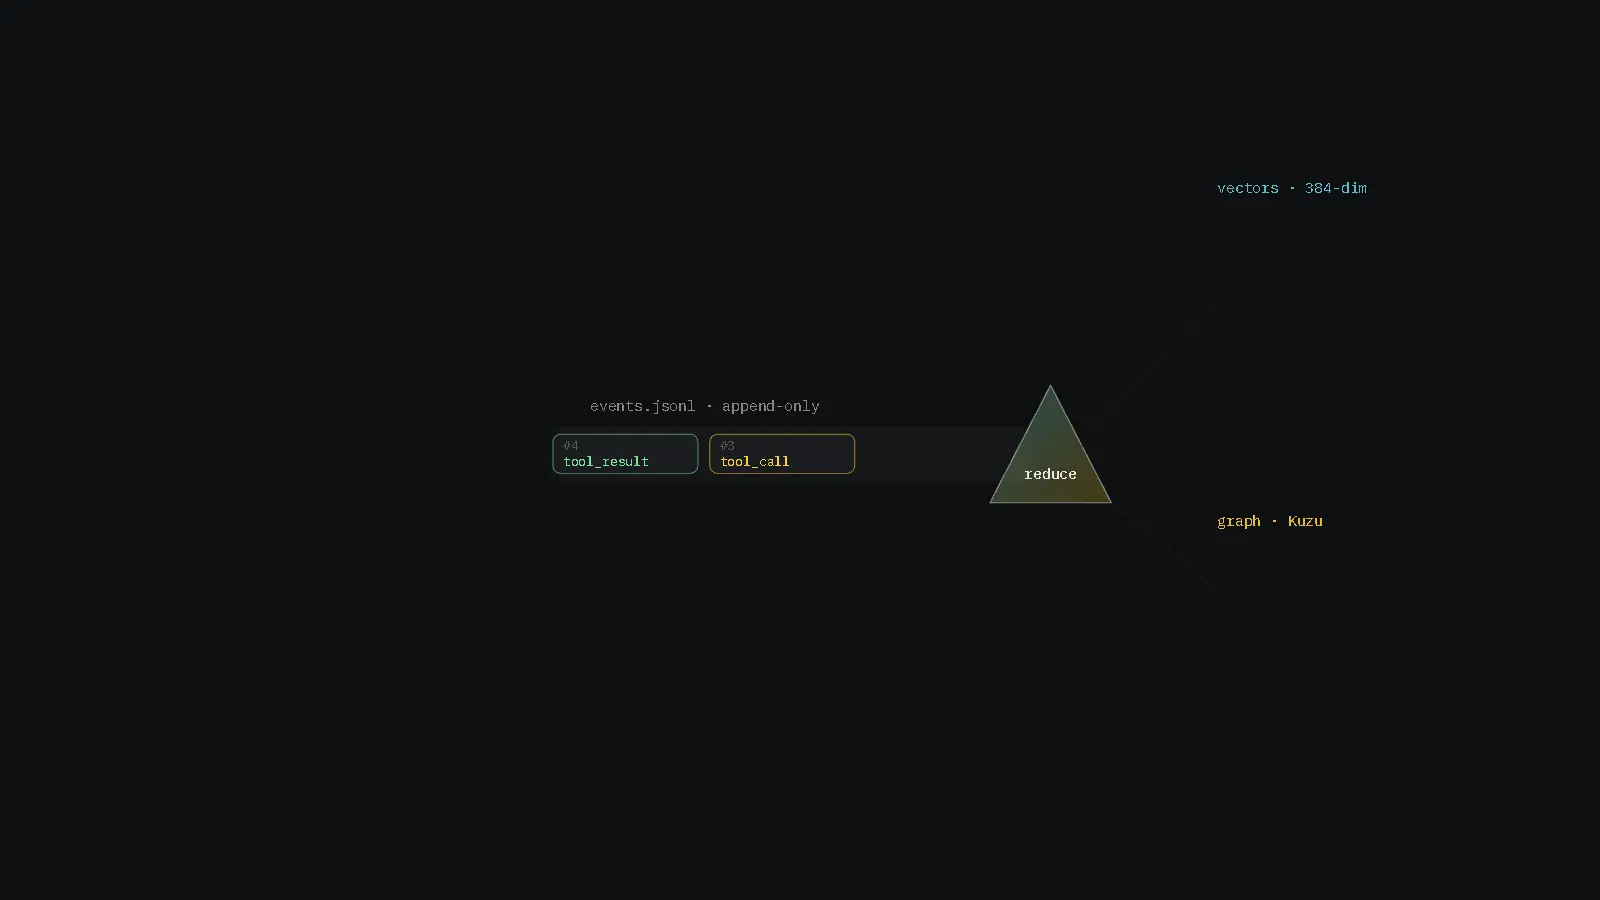 vectors · 384-dim
events.jsonl · append-only
#4
tool_result
#3
tool_call
reduce
graph · Kuzu